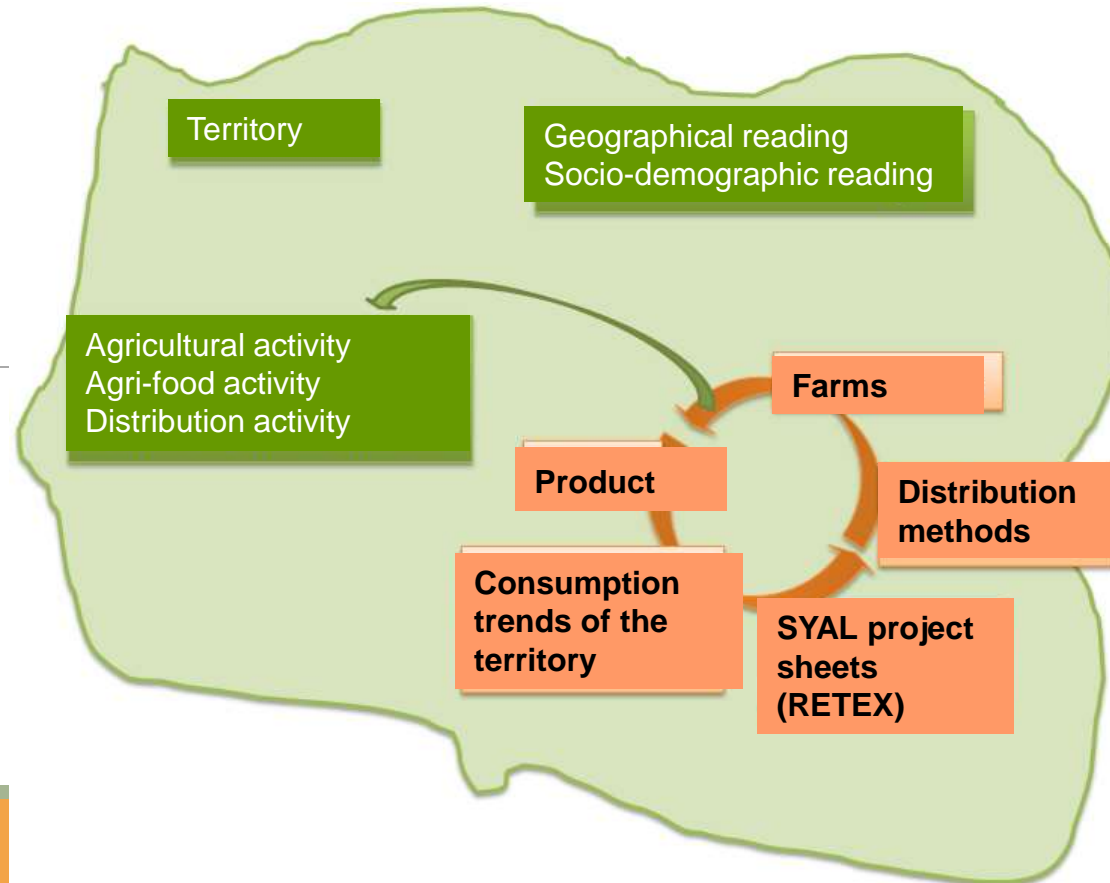 Territory
Geographical reading
Socio-demographic reading
Agricultural activity
Agri-food activity
Distribution activity
Farms
Product
Distribution
methods
Consumption
trends of the
territory
SYAL project
sheets
(RETEX)